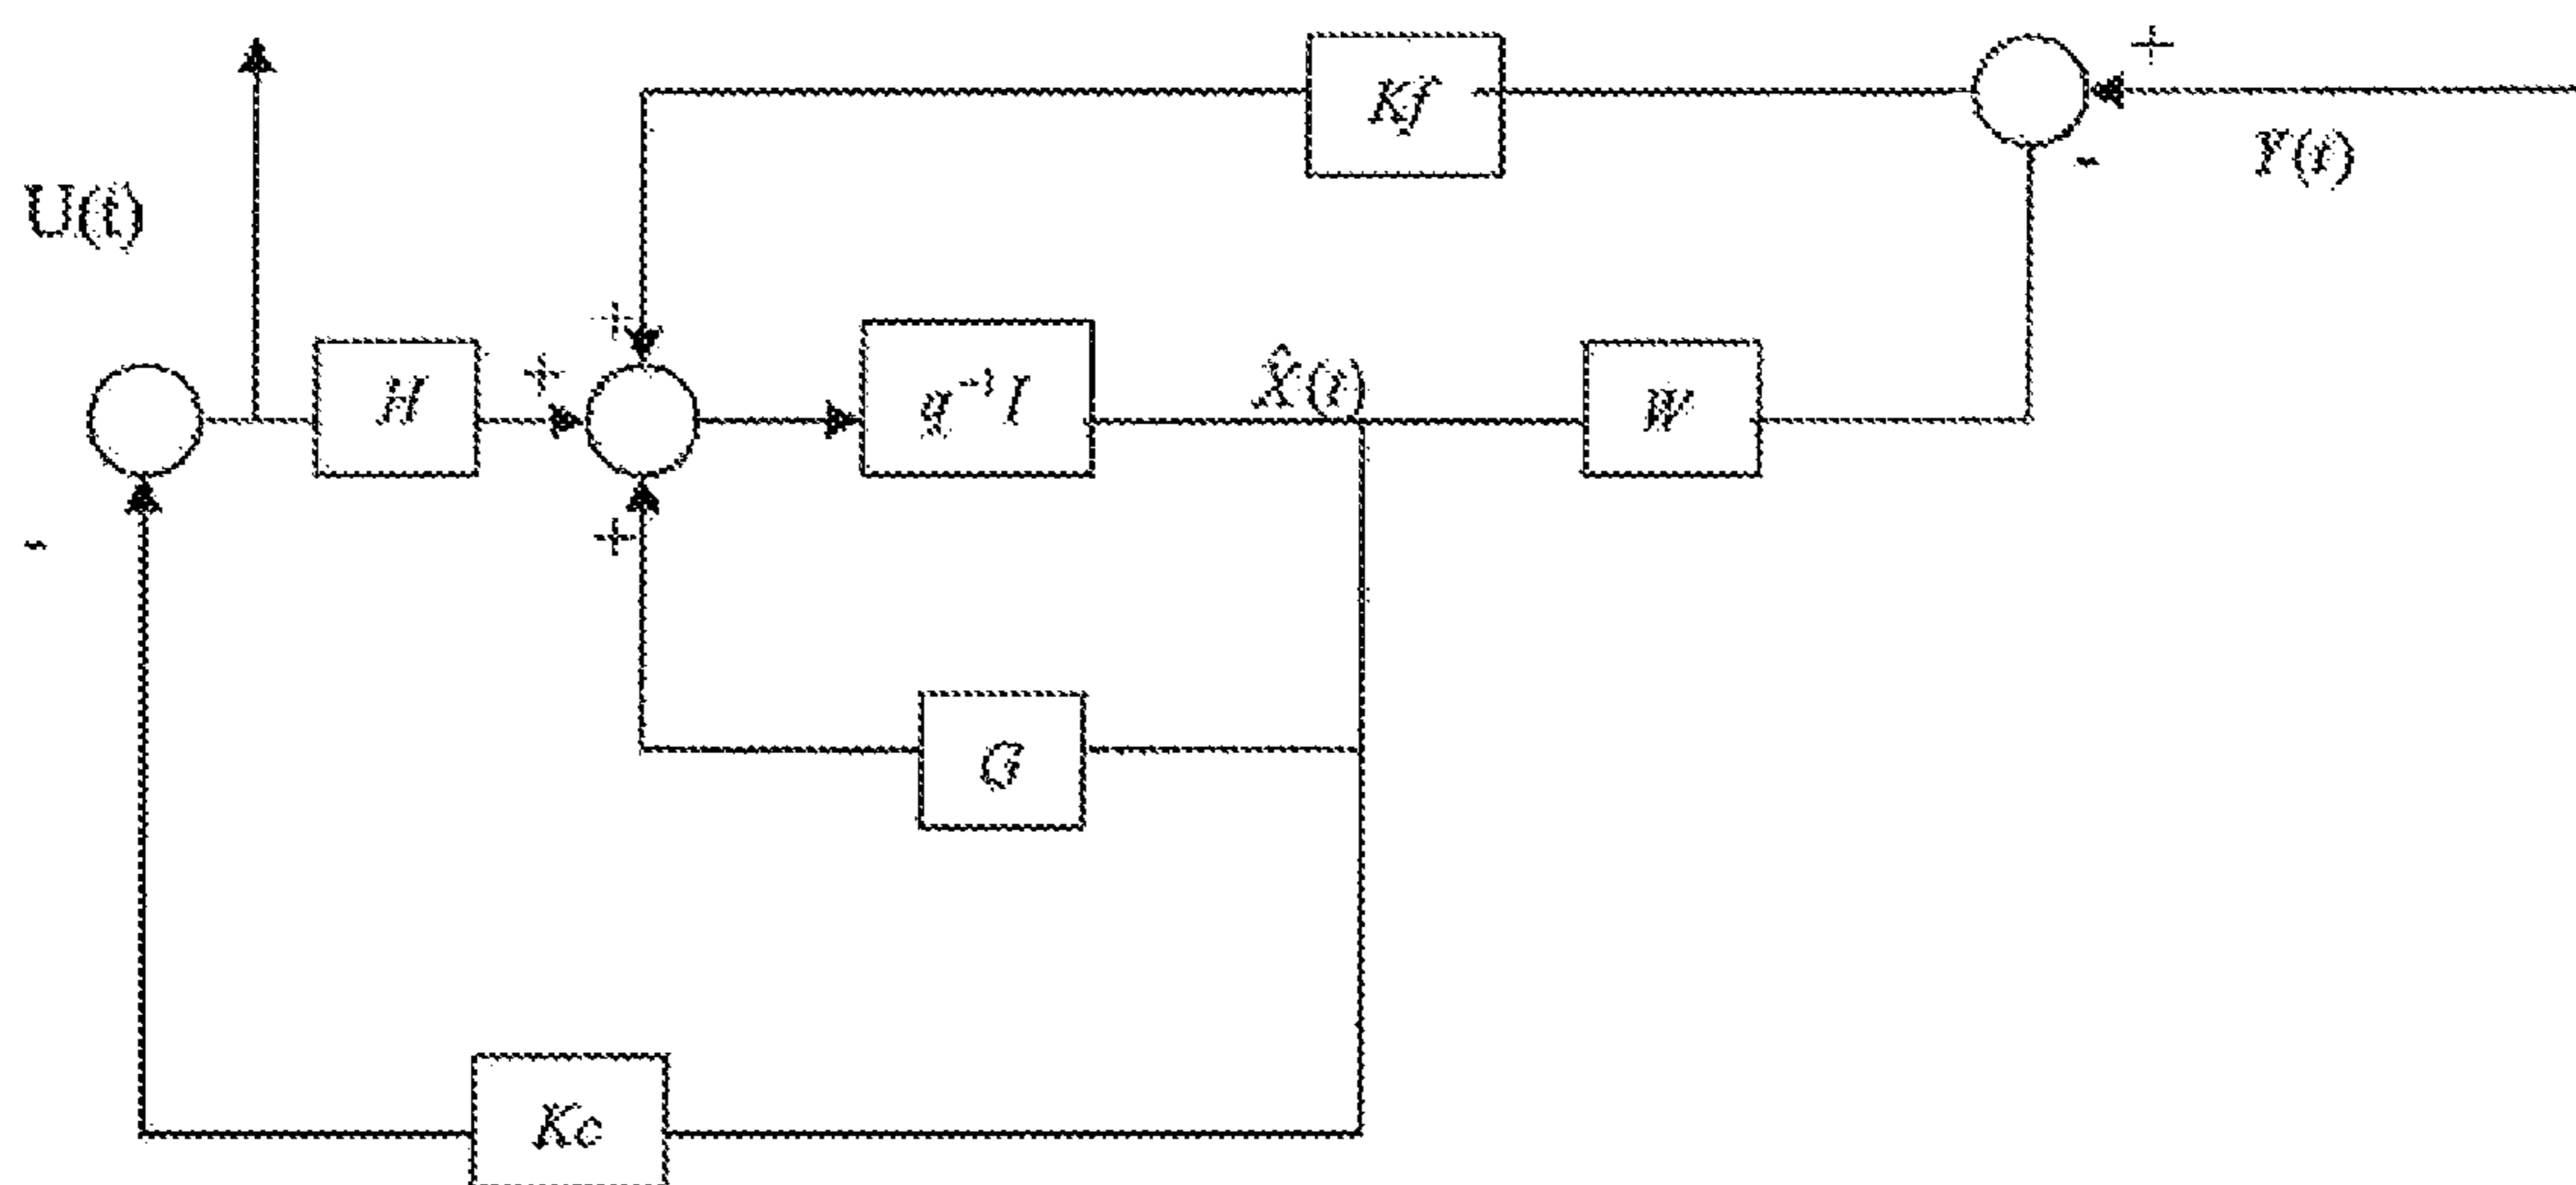 +
Kf
-
Y(t)
U(t)
+
+
H
q⁻¹I
X̂(t)
W
-
+
G
Kc